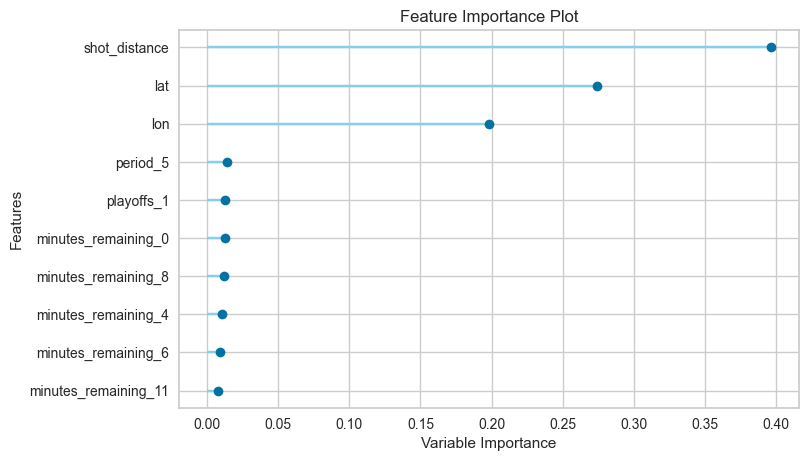 Feature Importance Plot
shot_distance
lat
lon
period_5
playoffs_1
minutes_remaining_0
minutes_remaining_8
minutes_remaining_4
minutes_remaining_6
minutes_remaining_11
Features
0.00 0.05 0.10 0.15 0.20 0.25 0.30 0.35 0.40
Variable Importance